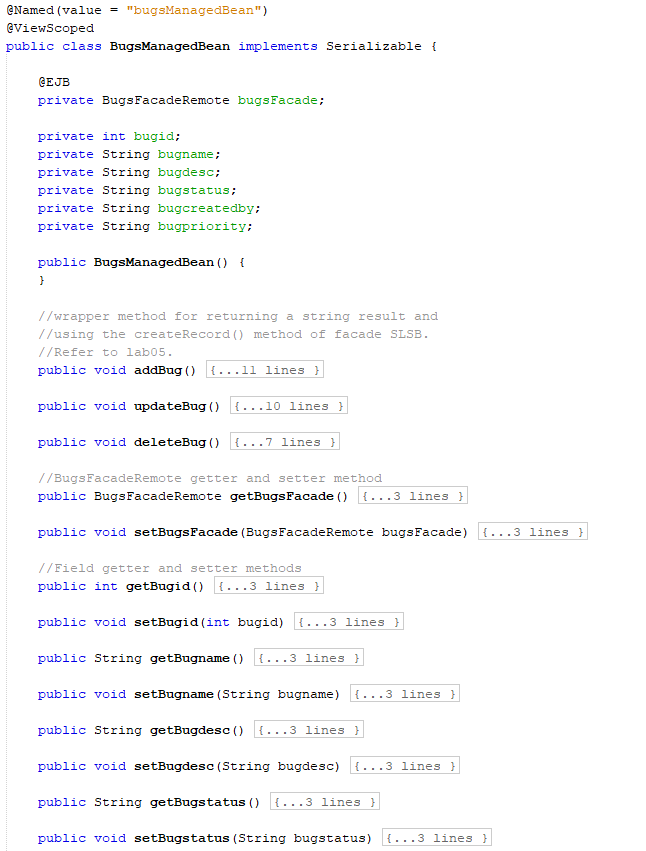 @Named(value = "bugsManagedBean")
@ViewScoped
public class BugsManagedBean implements Serializable {
@EJB
private BugsFacadeRemote bugsFacade;
private int bugid;
private String bugname;
private String bugdesc;
private String bugstatus;
private String bugcreatedby;
private String bugpriority;
public BugsManagedBean() {
}
//wrapper method for returning a string result and
//using the createRecord() method of facade SLSB.
//Refer to lab05.
public void addBug() {...11 lines }
public void updateBug() {...10 lines }
public void deleteBug() {...7 lines }
//BugsFacadeRemote getter and setter method
public BugsFacadeRemote getBugsFacade() {...3 lines }
public void setBugsFacade(BugsFacadeRemote bugsFacade) {...3 lines }
//Field getter and setter methods
public int getBugid() {...3 lines }
public void setBugid(int bugid) {...3 lines }
public String getBugname() {...3 lines }
public void setBugname(String bugname) {...3 lines }
public String getBugdesc() {...3 lines }
public void setBugdesc(String bugdesc) {...3 lines }
public String getBugstatus() {...3 lines }
public void setBugstatus(String bugstatus) {...3 lines }